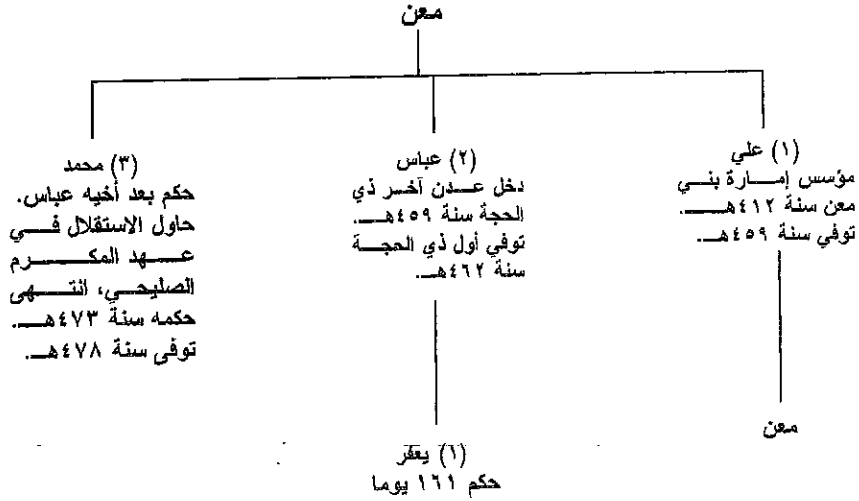 معن
(١) علي
مؤسس إمارة بني
معن سنة ٤١٢هـ.
توفي سنة ٤٥٩هـ.
(٢) عباس
دخل عدن آخر ذي
الحجة سنة ٤٥٩هـ.
توفي أول ذي الحجة
سنة ٤٦٢هـ.
(٣) محمد
حكم بعد أخيه عباس.
حاول الاستقلال في
عهد المكرم
الصليحي، انتهى
حكمه سنة ٤٧٣هـ.
توفى سنة ٤٧٨هـ.
معن
(١) يعفر
حكم ١٦١ يوما